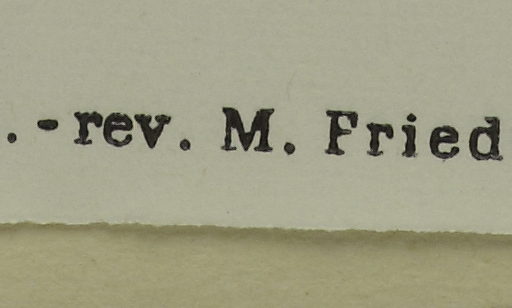 .-rev. M. Fried